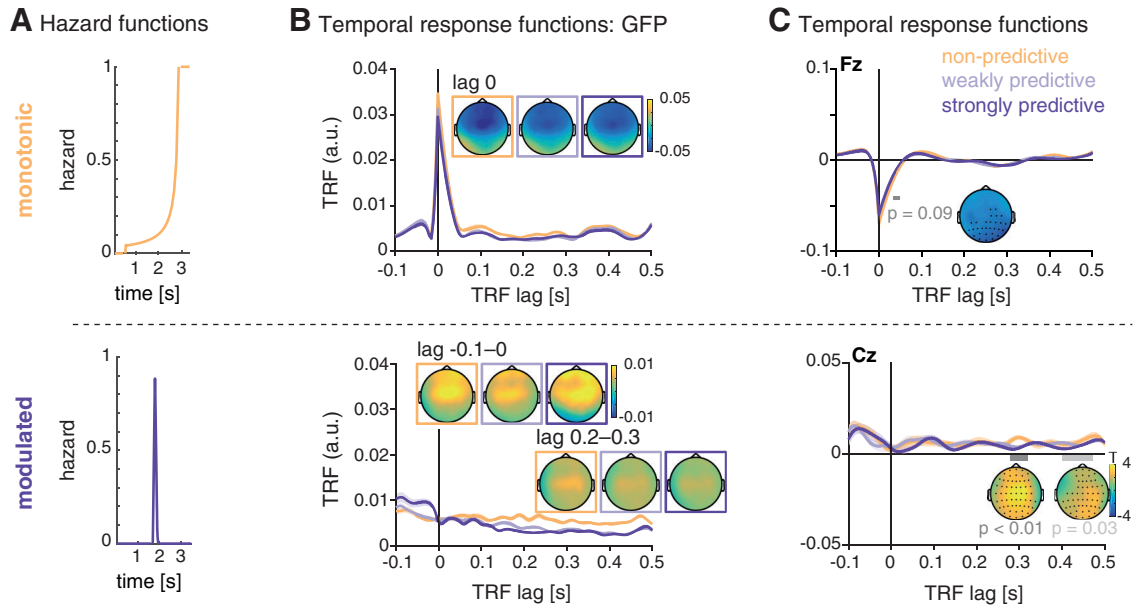 A Hazard functions
B Temporal response functions: GFP
C Temporal response functions
monotonic
hazard
1
0.5
0
1 2 3
time [s]
TRF (a.u.)
0.04
0.03
0.02
0.01
0
lag 0
0.05
-0.05
-0.1 0 0.1 0.2 0.3 0.4 0.5
TRF lag [s]
0.1
0
-0.1
Fz
non-predictive
weakly predictive
strongly predictive
p = 0.09
-0.1 0 0.1 0.2 0.3 0.4 0.5
TRF lag [s]
modulated
hazard
1
0.5
0
1 2 3
time [s]
TRF (a.u.)
0.04
0.03
0.02
0.01
0
lag -0.1–0
0.01
-0.01
lag 0.2–0.3
-0.1 0 0.1 0.2 0.3 0.4 0.5
TRF lag [s]
0.05
0
-0.05
Cz
T
4
-4
p < 0.01
p = 0.03
-0.1 0 0.1 0.2 0.3 0.4 0.5
TRF lag [s]